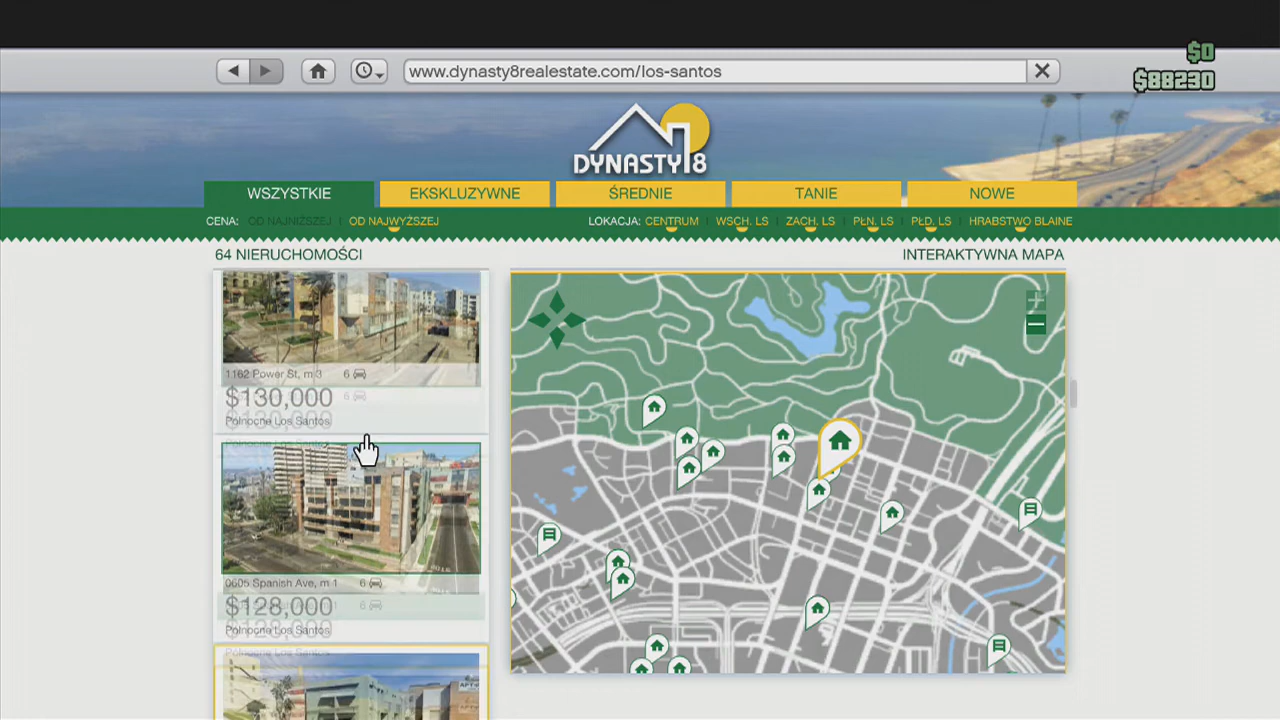 $0
www.dynasty8realestate.com/los-santos
$88230
DYNASTY 8
WSZYSTKIE
EKSKLUZYWNE
ŚREDNIE
TANIE
NOWE
CENA: OD NAJNIŻSZEJ | OD NAJWYŻSZEJ
LOKACJA: CENTRUM | WSCH. LS | ZACH. LS | PŁN. LS | PŁD. LS | HRABSTWO BLAINE
64 NIERUCHOMOŚCI
INTERAKTYWNA MAPA
1162 Power St, m 3 6
$130,000
Północne Los Santos
0605 Spanish Ave, m 1 6
$128,000
Północne Los Santos